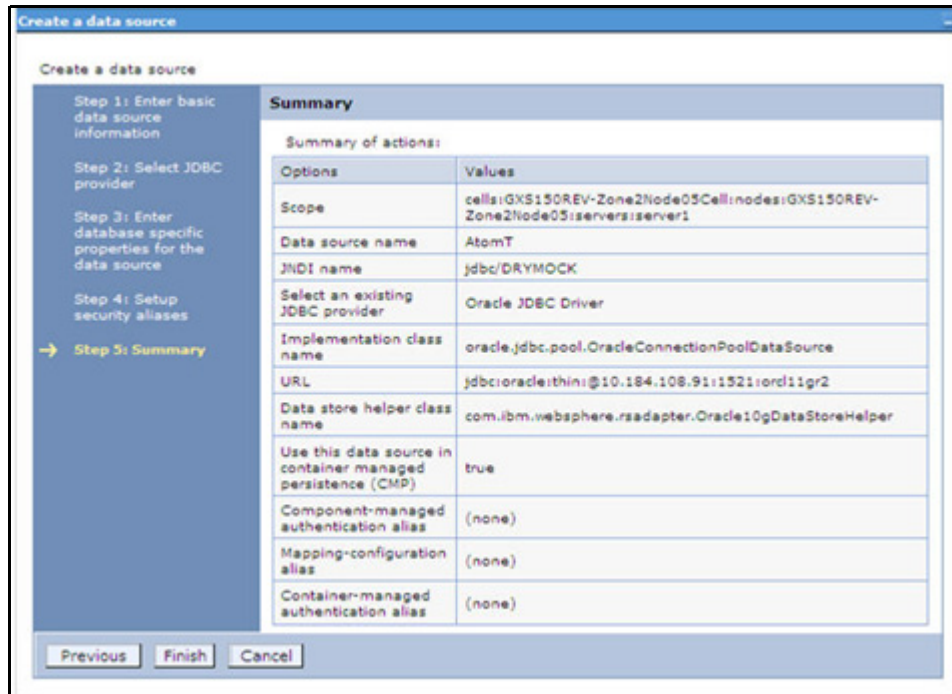 Create a data source
Create a data source
Step 1: Enter basic
data source
information
Step 2: Select JDBC
provider
Step 3: Enter
database specific
properties for the
data source
Step 4: Setup
security aliases
Step 5: Summary
Summary
Summary of actions:
Options Values
Scope cells:GXS150REV-Zone2Node05Cell:nodes:GXS150REV-
Zone2Node05:servers:server1
Data source name AtomT
JNDI name jdbc/DRYMOCK
Select an existing
JDBC provider Oracle JDBC Driver
Implementation class
name oracle.jdbc.pool.OracleConnectionPoolDataSource
URL jdbc:oracle:thin:@10.184.108.91:1521:orcl11gr2
Data store helper class
name com.ibm.websphere.rsadapter.Oracle10gDataStoreHelper
Use this data source in
container managed
persistence (CMP) true
Component-managed
authentication alias (none)
Mapping-configuration
alias (none)
Container-managed
authentication alias (none)
Previous Finish Cancel